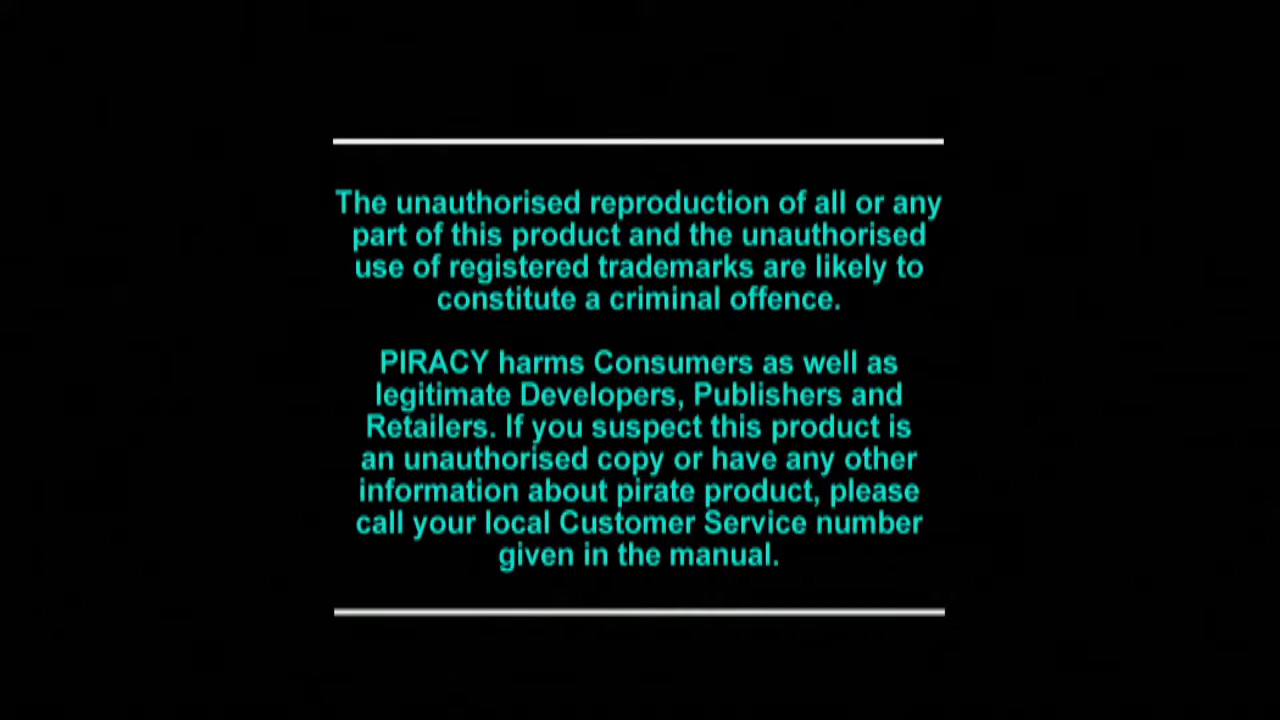 The unauthorised reproduction of all or any
part of this product and the unauthorised
use of registered trademarks are likely to
constitute a criminal offence.
PIRACY harms Consumers as well as
legitimate Developers, Publishers and
Retailers. If you suspect this product is
an unauthorised copy or have any other
information about pirate product, please
call your local Customer Service number
given in the manual.